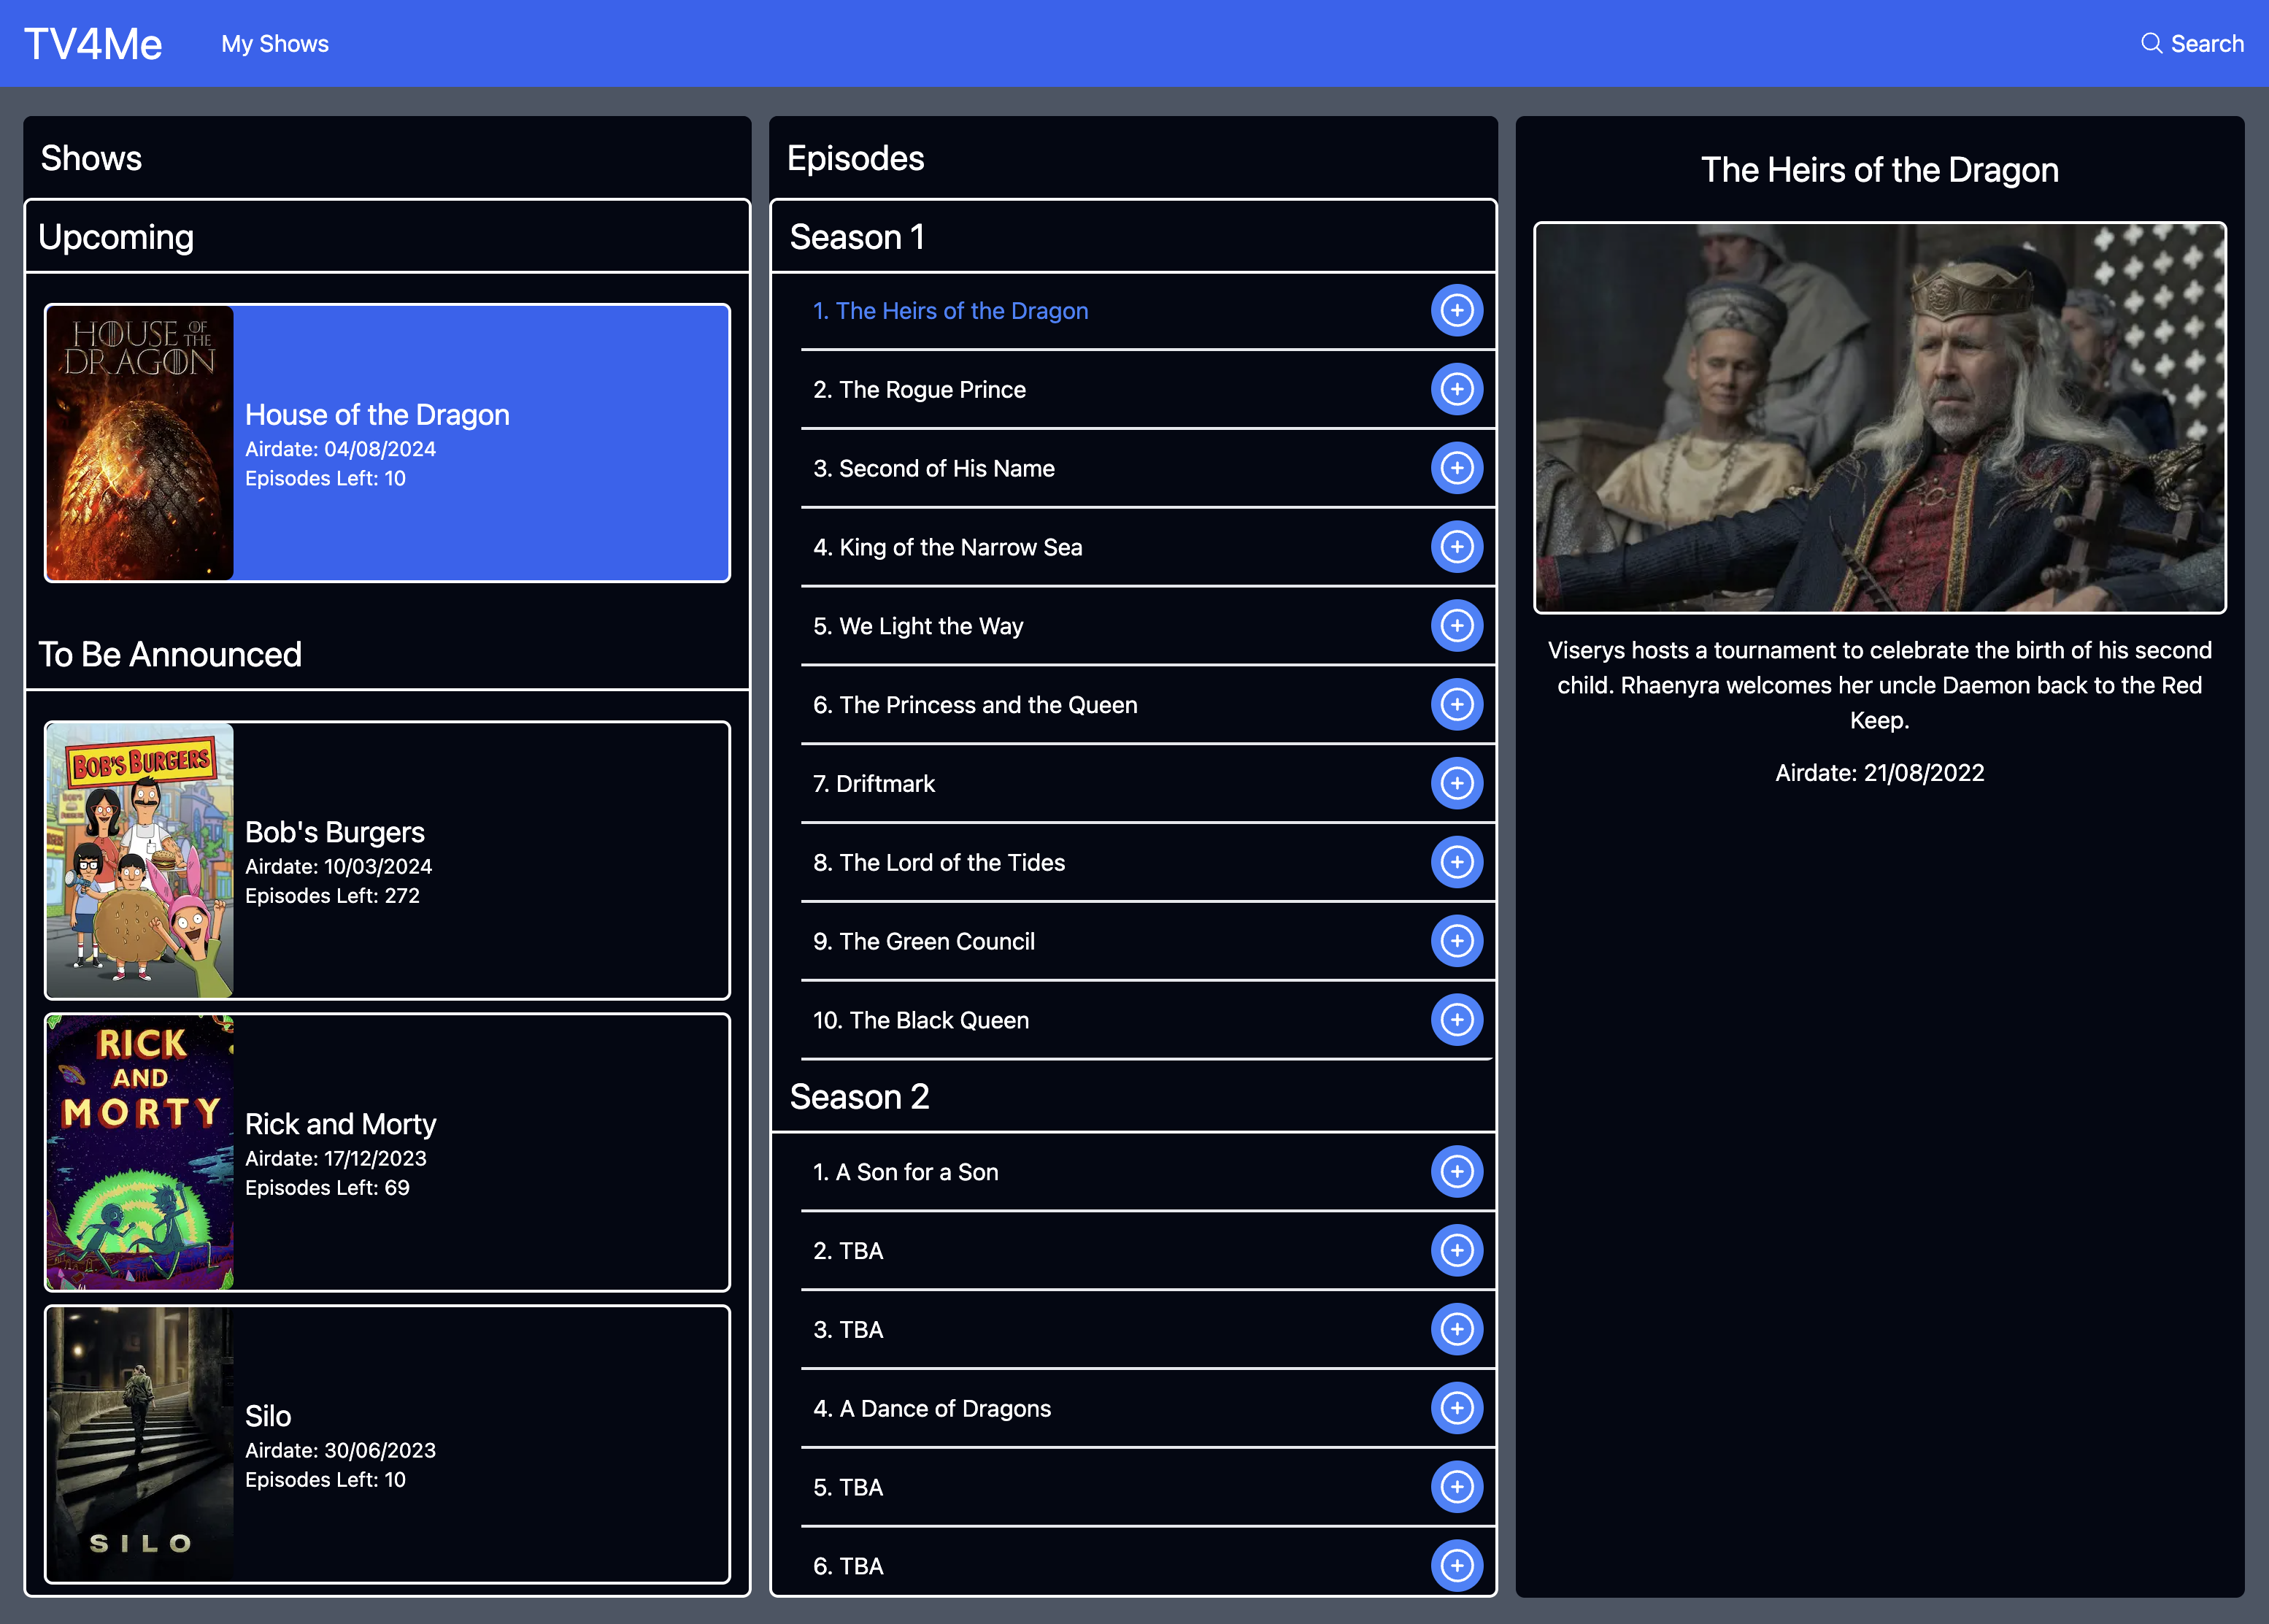 TV4Me
My Shows
Search
Shows
Upcoming
HOUSE OF THE
DRAGON
House of the Dragon
Airdate: 04/08/2024
Episodes Left: 10
To Be Announced
BOB'S BURGERS
Bob's Burgers
Airdate: 10/03/2024
Episodes Left: 272
RICK
AND
MORTY
Rick and Morty
Airdate: 17/12/2023
Episodes Left: 69
SILO
Silo
Airdate: 30/06/2023
Episodes Left: 10
Episodes
Season 1
1. The Heirs of the Dragon
2. The Rogue Prince
3. Second of His Name
4. King of the Narrow Sea
5. We Light the Way
6. The Princess and the Queen
7. Driftmark
8. The Lord of the Tides
9. The Green Council
10. The Black Queen
Season 2
1. A Son for a Son
2. TBA
3. TBA
4. A Dance of Dragons
5. TBA
6. TBA
The Heirs of the Dragon
Viserys hosts a tournament to celebrate the birth of his second
child. Rhaenyra welcomes her uncle Daemon back to the Red
Keep.
Airdate: 21/08/2022